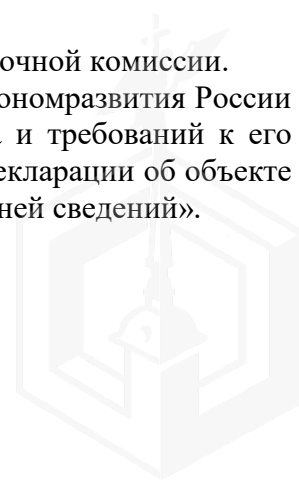 очной комиссии.
ономразвития России
а и требований к его
екларации об объекте
ней сведений».